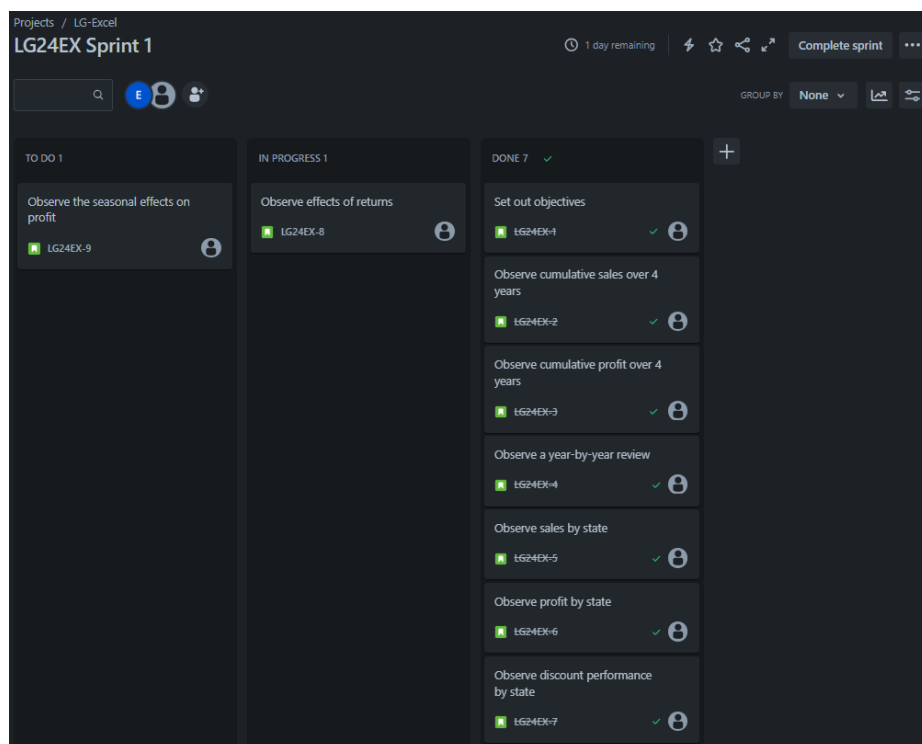 Projects / LG-Excel
LG24EX Sprint 1
1 day remaining
Complete sprint
E
GROUP BY
None
TO DO 1
Observe the seasonal effects on
profit
LG24EX-9
IN PROGRESS 1
Observe effects of returns
LG24EX-8
DONE 7
Set out objectives
LG24EX-1
Observe cumulative sales over 4
years
LG24EX-2
Observe cumulative profit over 4
years
LG24EX-3
Observe a year-by-year review
LG24EX-4
Observe sales by state
LG24EX-5
Observe profit by state
LG24EX-6
Observe discount performance
by state
LG24EX-7